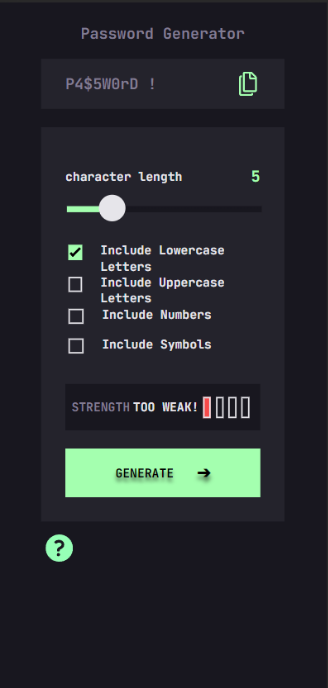 Password Generator
P4$5W0rD !
character length 5
Include Lowercase
Letters
Include Uppercase
Letters
Include Numbers
Include Symbols
STRENGTH TOO WEAK!
GENERATE ➔
?